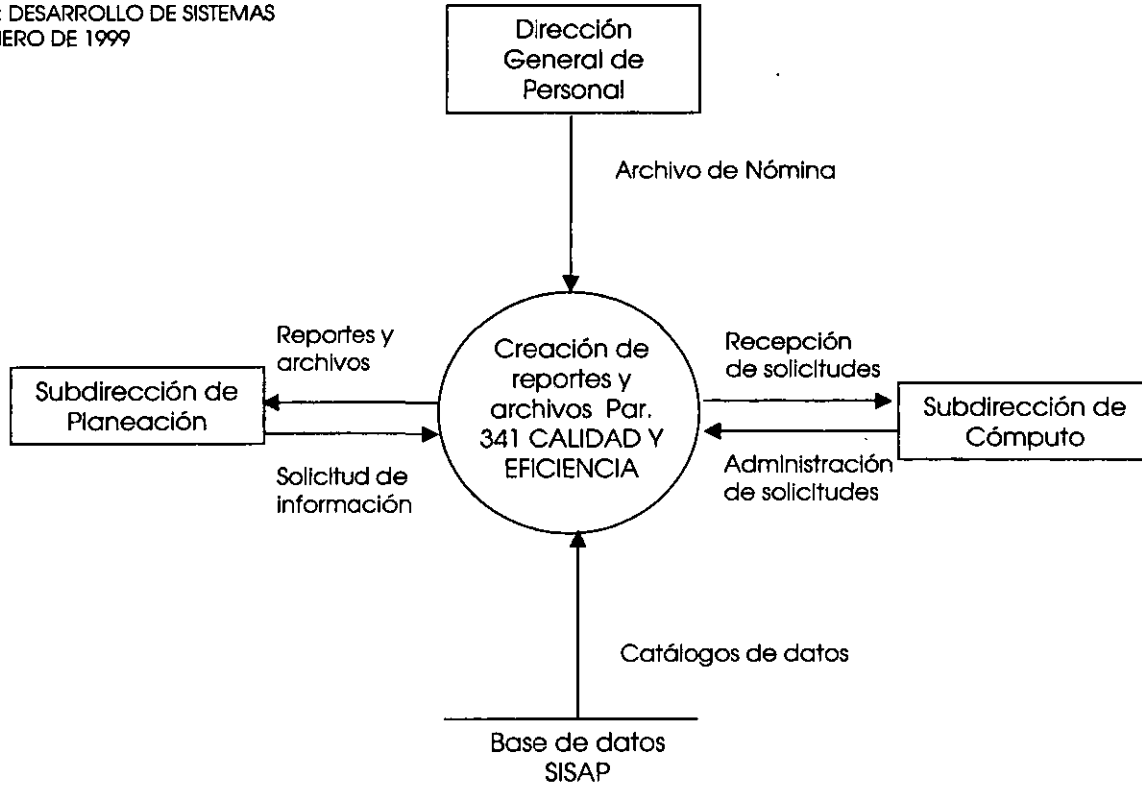 : DESARROLLO DE SISTEMAS
ERO DE 1999
Dirección
General de
Personal
Archivo de Nómina
Reportes y
archivos
Creación de
reportes y
archivos Par.
341 CALIDAD Y
EFICIENCIA
Recepción
de solicitudes
Subdirección de
Planeación
Subdirección de
Cómputo
Solicitud de
información
Administración
de solicitudes
Catálogos de datos
Base de datos
SISAP